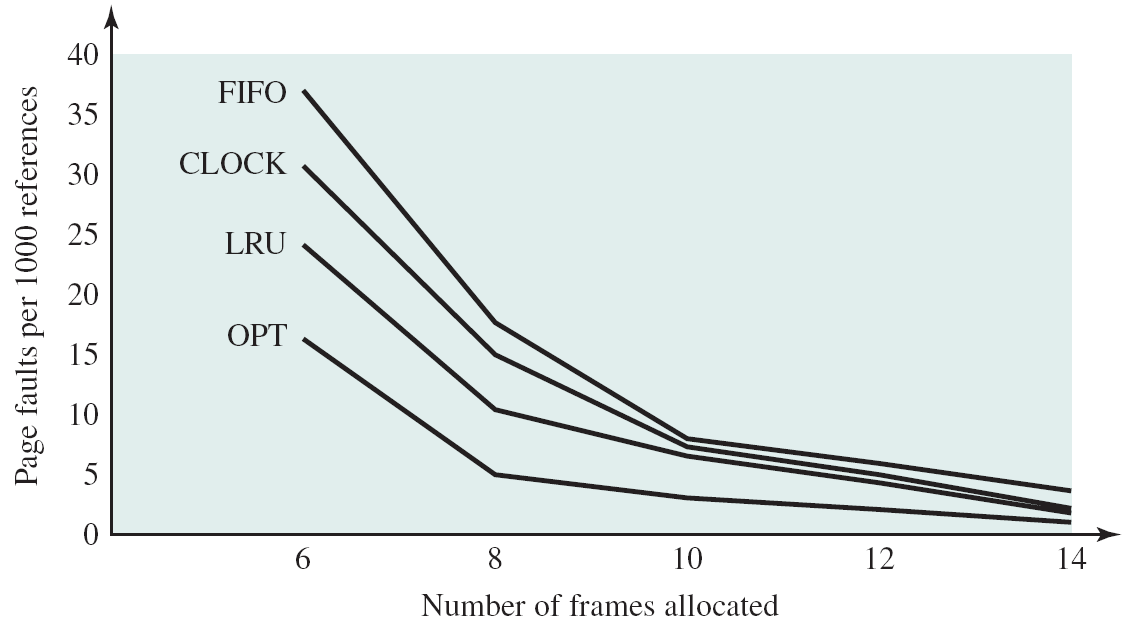 Page faults per 1000 references
40
35
30
25
20
15
10
5
0
FIFO
CLOCK
LRU
OPT
6 8 10 12 14
Number of frames allocated